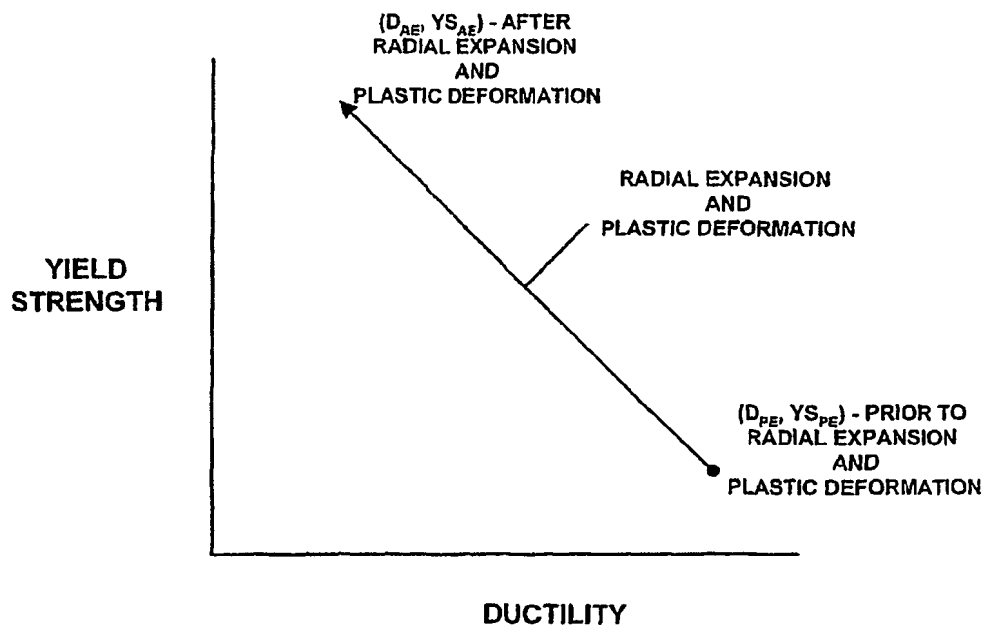 (D_AE, YS_AE) - AFTER
RADIAL EXPANSION
AND
PLASTIC DEFORMATION
RADIAL EXPANSION
AND
PLASTIC DEFORMATION
YIELD
STRENGTH
(D_PE, YS_PE) - PRIOR TO
RADIAL EXPANSION
AND
PLASTIC DEFORMATION
DUCTILITY